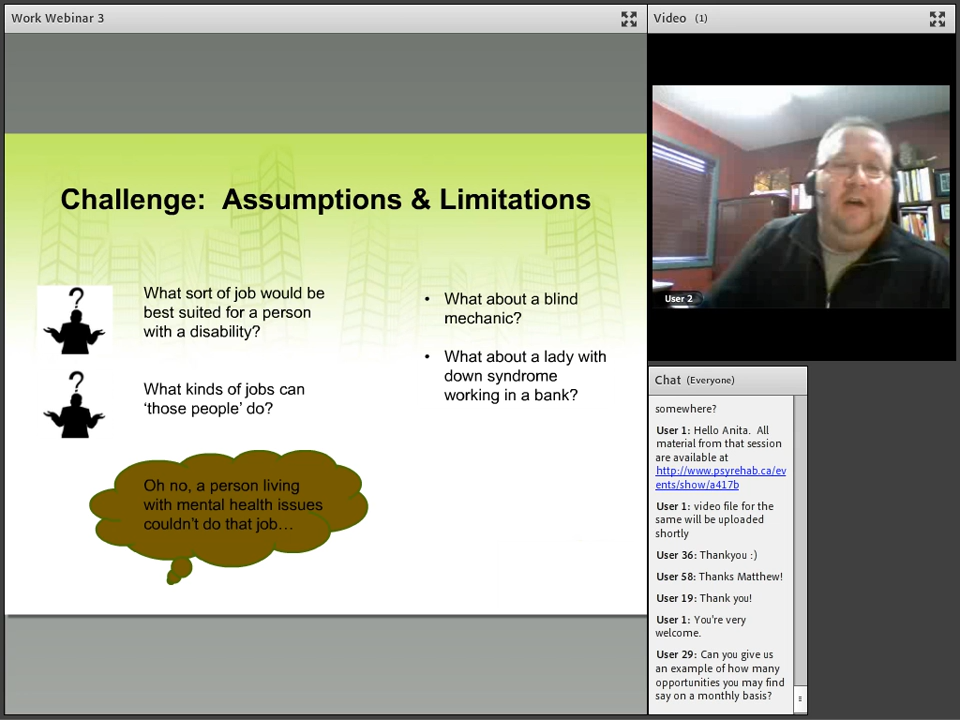 Work Webinar 3
Challenge: Assumptions & Limitations
?
What sort of job would be
best suited for a person
with a disability?
?
What kinds of jobs can
‘those people’ do?
Oh no, a person living
with mental health issues
couldn’t do that job…
• What about a blind
mechanic?
• What about a lady with
down syndrome
working in a bank?
Video (1)
User 2
Chat (Everyone)
somewhere?
User 1: Hello Anita. All
material from that session
are available at
http://www.psyrehab.ca/ev
ents/show/a417b
User 1: video file for the
same will be uploaded
shortly
User 36: Thankyou :)
User 58: Thanks Matthew!
User 19: Thank you!
User 1: You're very
welcome.
User 29: Can you give us
an example of how many
opportunities you may find
say on a monthly basis?